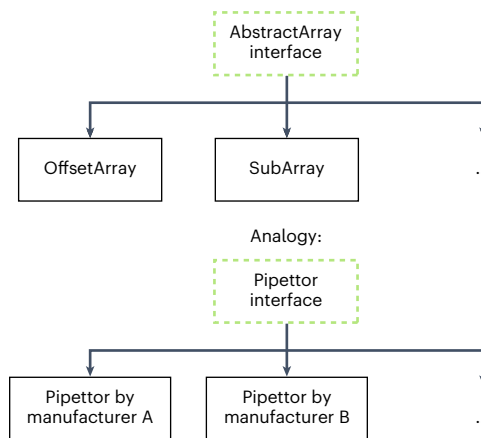 AbstractArray
interface
OffsetArray
SubArray
.
Analogy:
Pipettor
interface
Pipettor by
manufacturer A
Pipettor by
manufacturer B
.